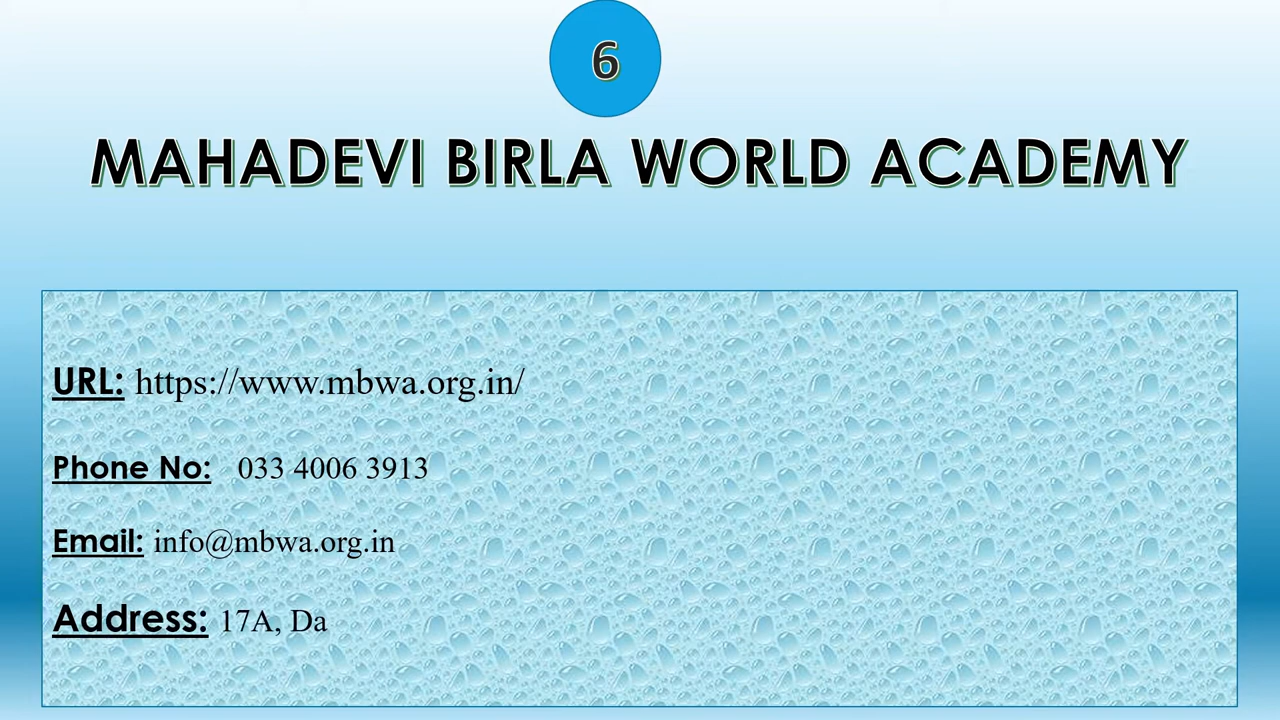 6
MAHADEVI BIRLA WORLD ACADEMY
URL: https://www.mbwa.org.in/
Phone No: 033 4006 3913
Email: info@mbwa.org.in
Address: 17A, Da